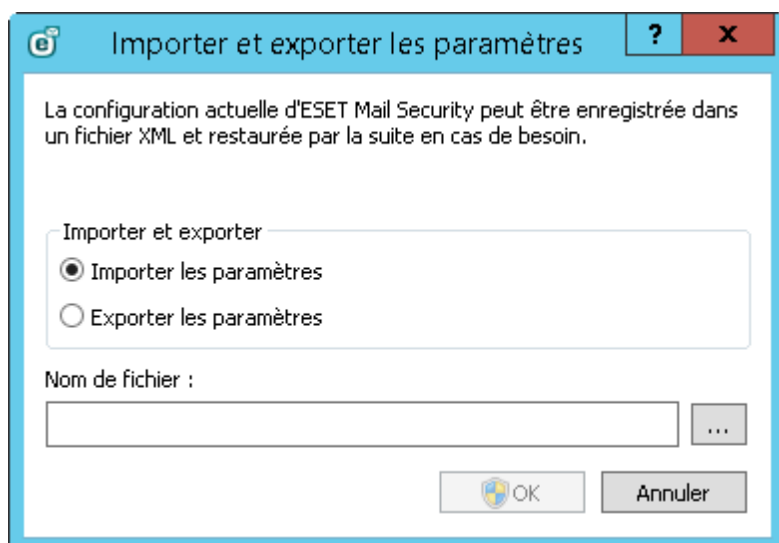 Importer et exporter les paramètres
?
x
La configuration actuelle d'ESET Mail Security peut être enregistrée dans
un fichier XML et restaurée par la suite en cas de besoin.
Importer et exporter
Importer les paramètres
Exporter les paramètres
Nom de fichier :
...
OK
Annuler